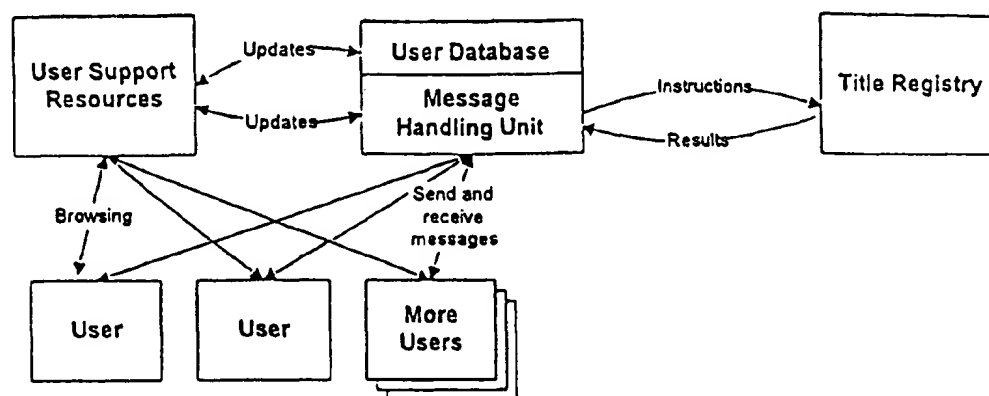 User Support
Resources
Updates
Updates
User Database
Message
Handling Unit
Instructions
Results
Title Registry
Browsing
Send and
receive
messages
User
User
More
Users